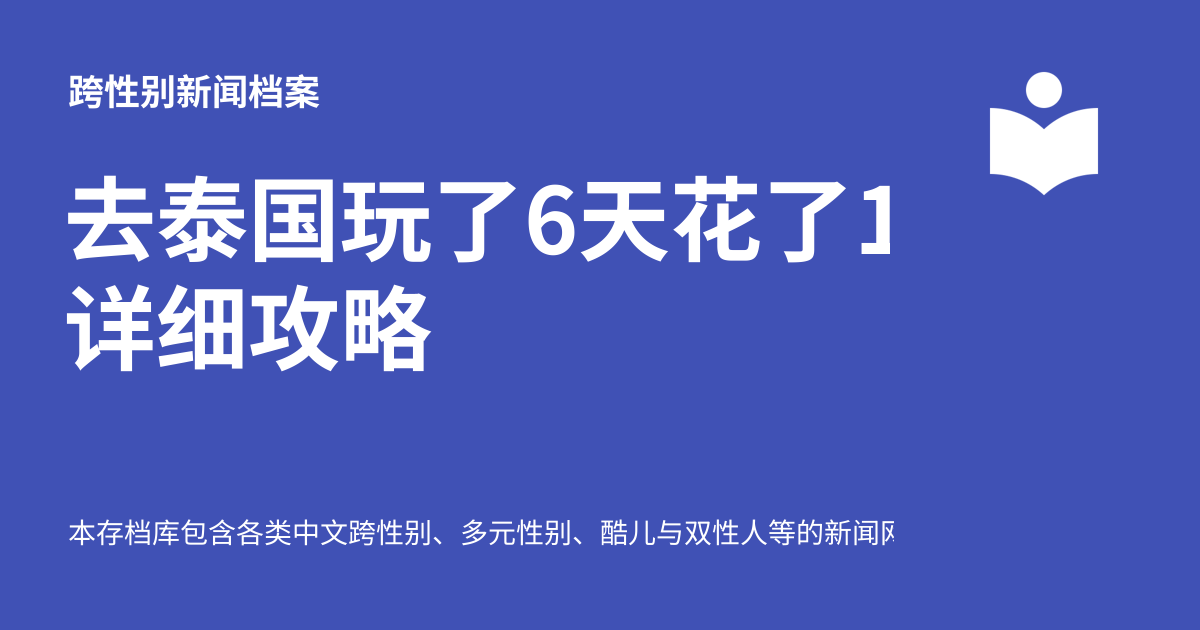 跨性别新闻档案
去泰国玩了6天花了1
详细攻略
本存档库包含各类中文跨性别、多元性别、酷儿与双性人等的新闻网